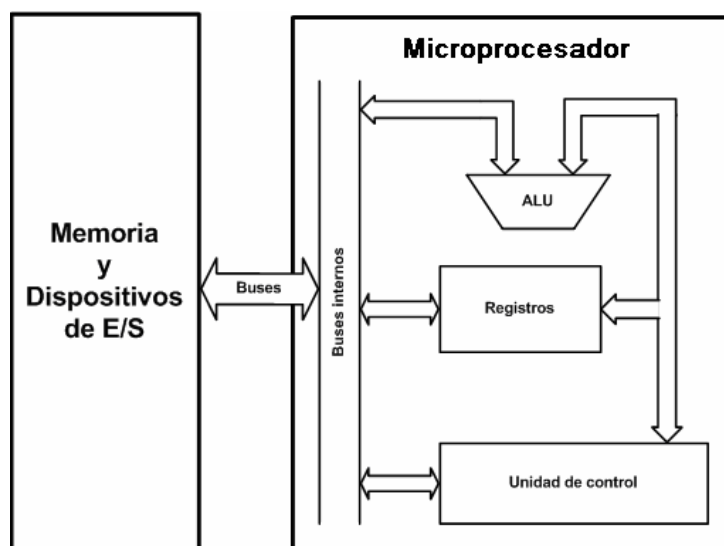 Microprocesador
Memoria
y
Dispositivos
de E/S
Buses
Buses internos
ALU
Registros
Unidad de control